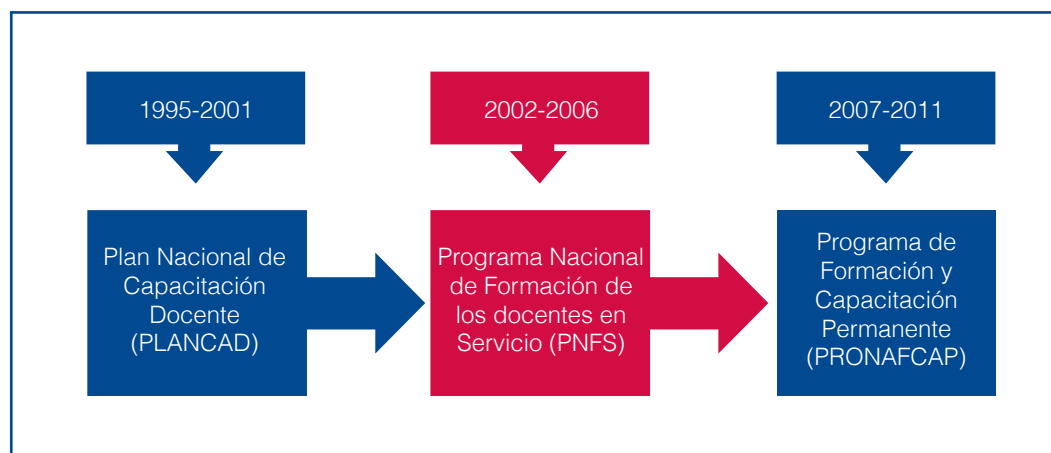 1995-2001
2002-2006
2007-2011
Plan Nacional de
Capacitación
Docente
(PLANCAD)
Programa Nacional
de Formación de
los docentes en
Servicio (PNFS)
Programa de
Formación y
Capacitación
Permanente
(PRONAFCAP)